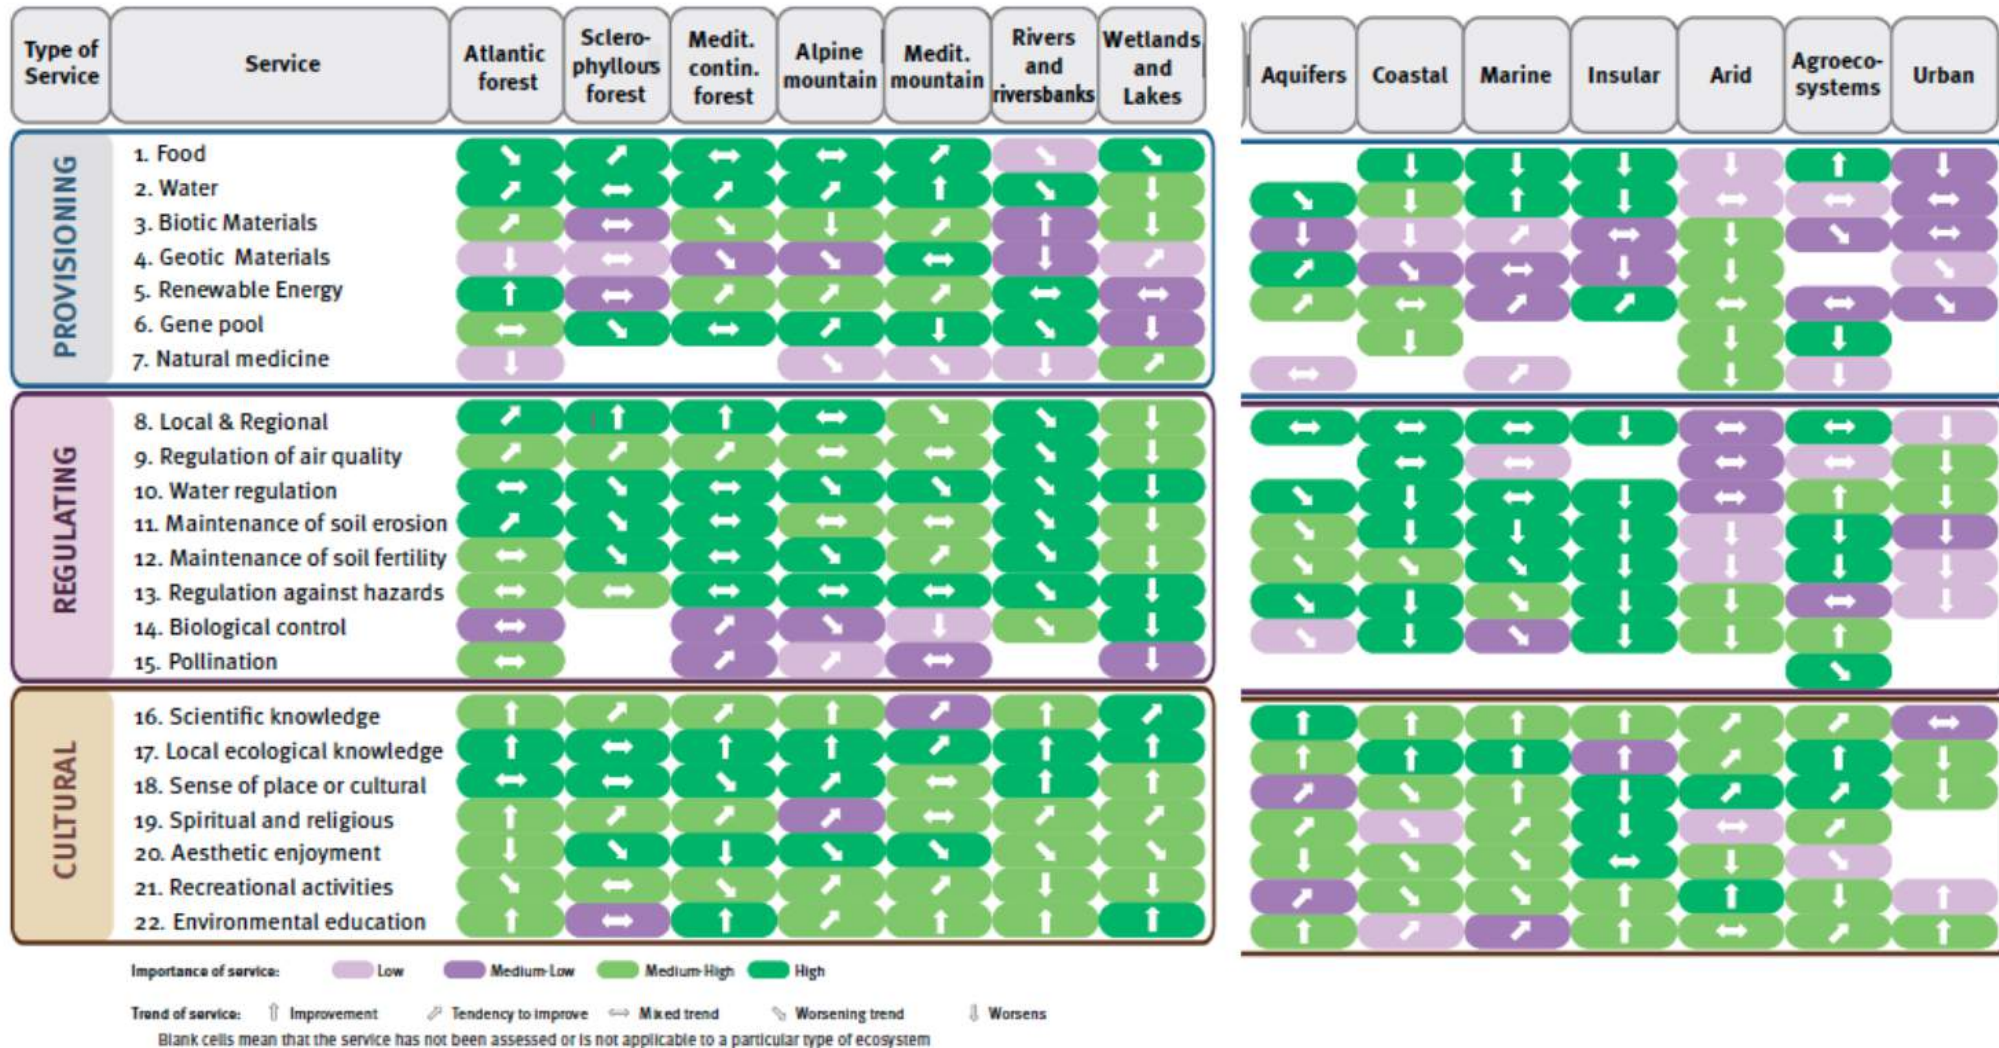 Type of
Service
Service
Atlantic
forest
Sclero-
phyllous
forest
Medit.
contin.
forest
Alpine
mountain
Medit.
mountain
Rivers
and
riversbanks
Wetlands
and
Lakes
Aquifers
Coastal
Marine
Insular
Arid
Agroeco-
systems
Urban
PROVISIONING
1. Food
2. Water
3. Biotic Materials
4. Geotic Materials
5. Renewable Energy
6. Gene pool
7. Natural medicine
REGULATING
8. Local & Regional
9. Regulation of air quality
10. Water regulation
11. Maintenance of soil erosion
12. Maintenance of soil fertility
13. Regulation against hazards
14. Biological control
15. Pollination
CULTURAL
16. Scientific knowledge
17. Local ecological knowledge
18. Sense of place or cultural
19. Spiritual and religious
20. Aesthetic enjoyment
21. Recreational activities
22. Environmental education
Importance of service: Low Medium-Low Medium-High High
Trend of service: Improvement Tendency to improve Mixed trend Worsening trend Worsens
Blank cells mean that the service has not been assessed or is not applicable to a particular type of ecosystem